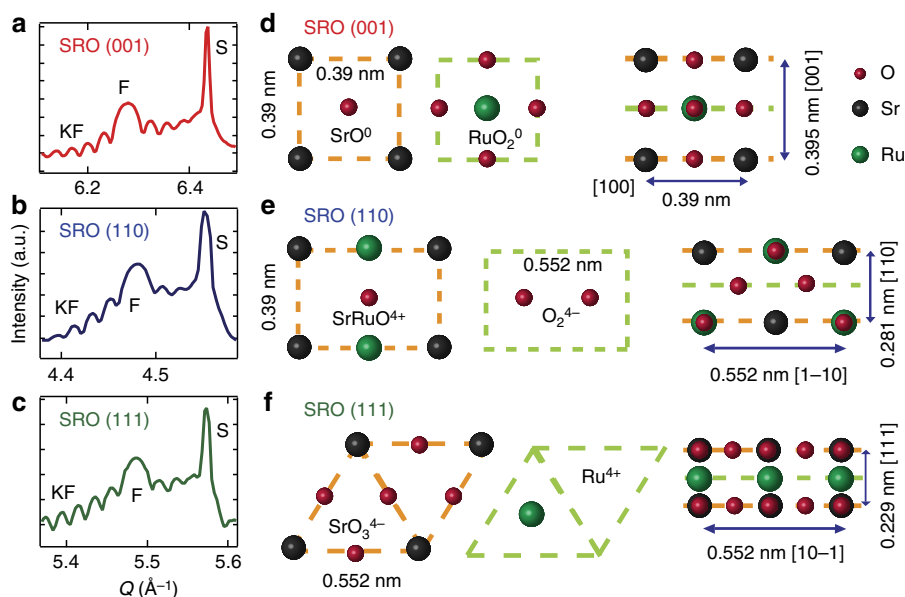 a
SRO (001)
S
F
KF
6.2
6.4
b
SRO (110)
S
F
KF
4.4
4.5
c
SRO (111)
S
F
KF
5.4
5.5
5.6
Q (Å⁻¹)
Intensity (a.u.)
d SRO (001)
0.39 nm
0.39 nm
SrO⁰
RuO₂⁰
[100]
0.39 nm
0.395 nm [001]
O
Sr
Ru
e SRO (110)
0.39 nm
SrRuO⁴⁺
0.552 nm
O₂⁴⁻
0.552 nm [1–10]
0.281 nm [110]
f SRO (111)
SrO₃⁴⁻
0.552 nm
Ru⁴⁺
0.552 nm [10–1]
0.229 nm [111]